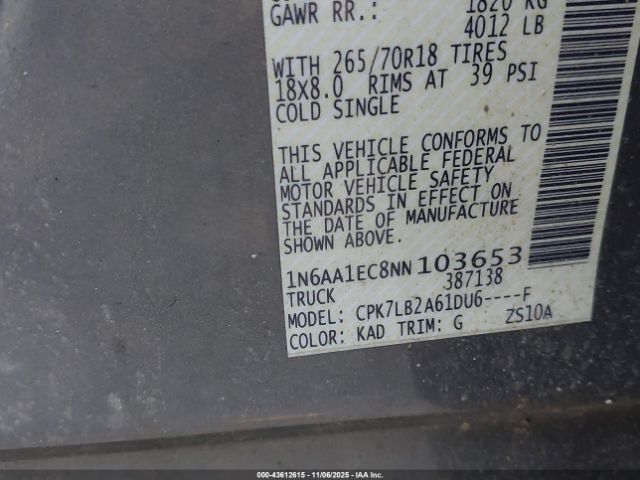 GAWR RR.: 1820 KG
4012 LB
WITH 265/70R18 TIRES
18X8.0 RIMS AT 39 PSI
COLD SINGLE
THIS VEHICLE CONFORMS TO
ALL APPLICABLE FEDERAL
MOTOR VEHICLE SAFETY
STANDARDS IN EFFECT ON
THE DATE OF MANUFACTURE
SHOWN ABOVE.
1N6AA1EC8NN103653
TRUCK 387138
MODEL: CPK7LB2A61DU6----F
COLOR: KAD TRIM: G ZS10A
000-43612615 - 11/06/2025 - IAA Inc.